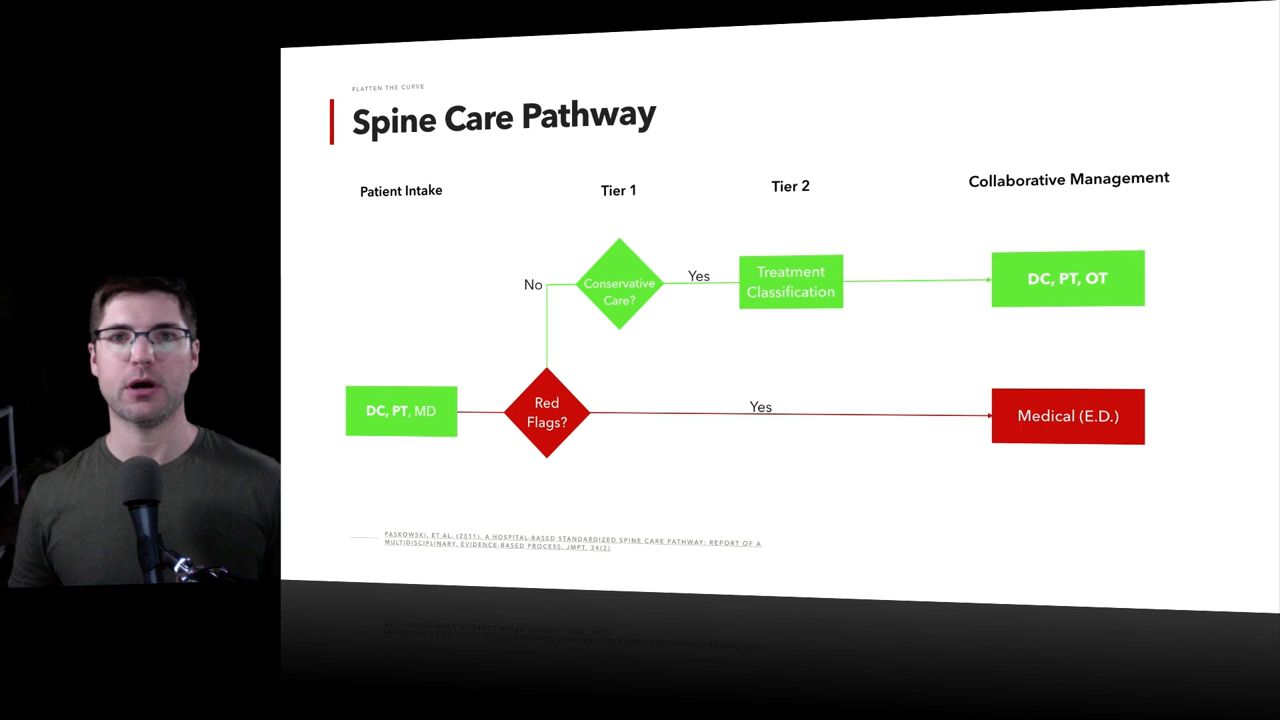 FLATTEN THE CURVE
Spine Care Pathway
Patient Intake
Tier 1
Tier 2
Collaborative Management
No
Conservative
Care?
Yes
Treatment
Classification
DC, PT, OT
DC, PT, MD
Red
Flags?
Yes
Medical (E.D.)
PASKOWSKI, ET AL. (2011). A HOSPITAL-BASED STANDARDIZED SPINE CARE PATHWAY: REPORT OF A
MULTIDISCIPLINARY, EVIDENCE-BASED PROCESS, JMPT, 34(2)